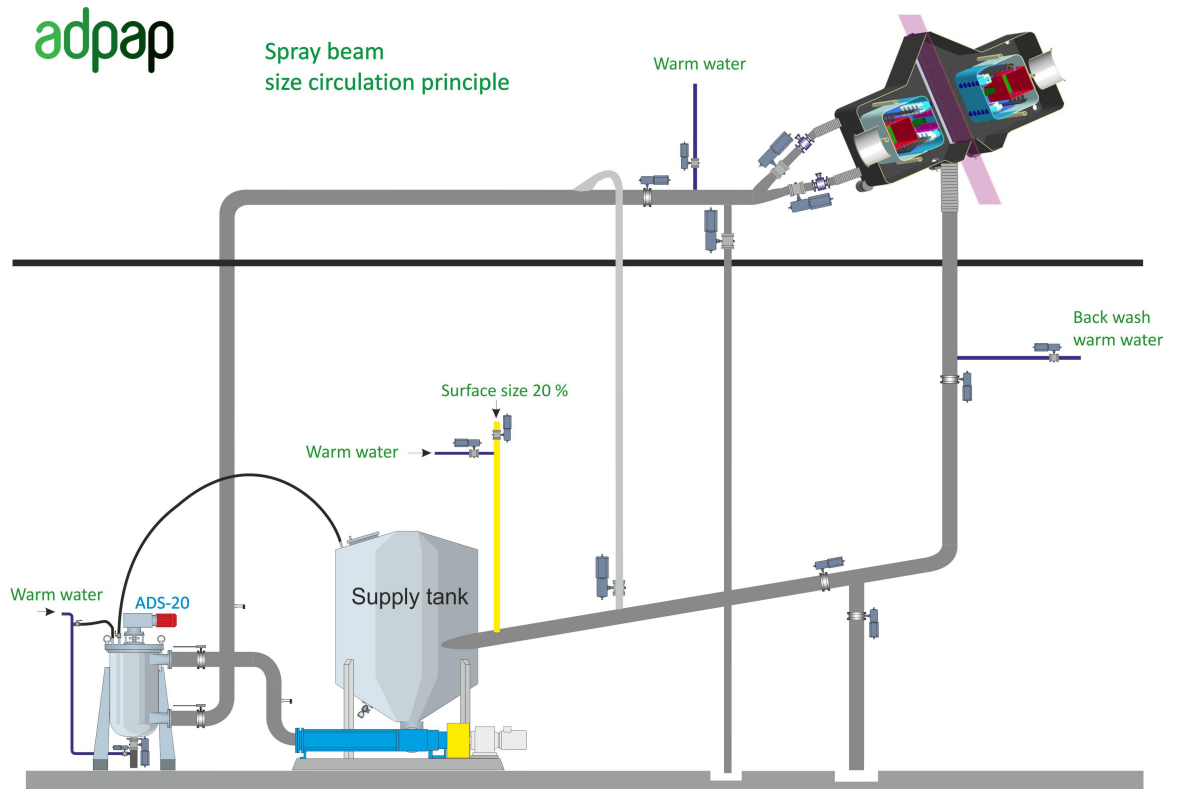 adpap
Spray beam
size circulation principle
Warm water
Back wash
warm water
Surface size 20 %
Warm water
Supply tank
Warm water
ADS-20